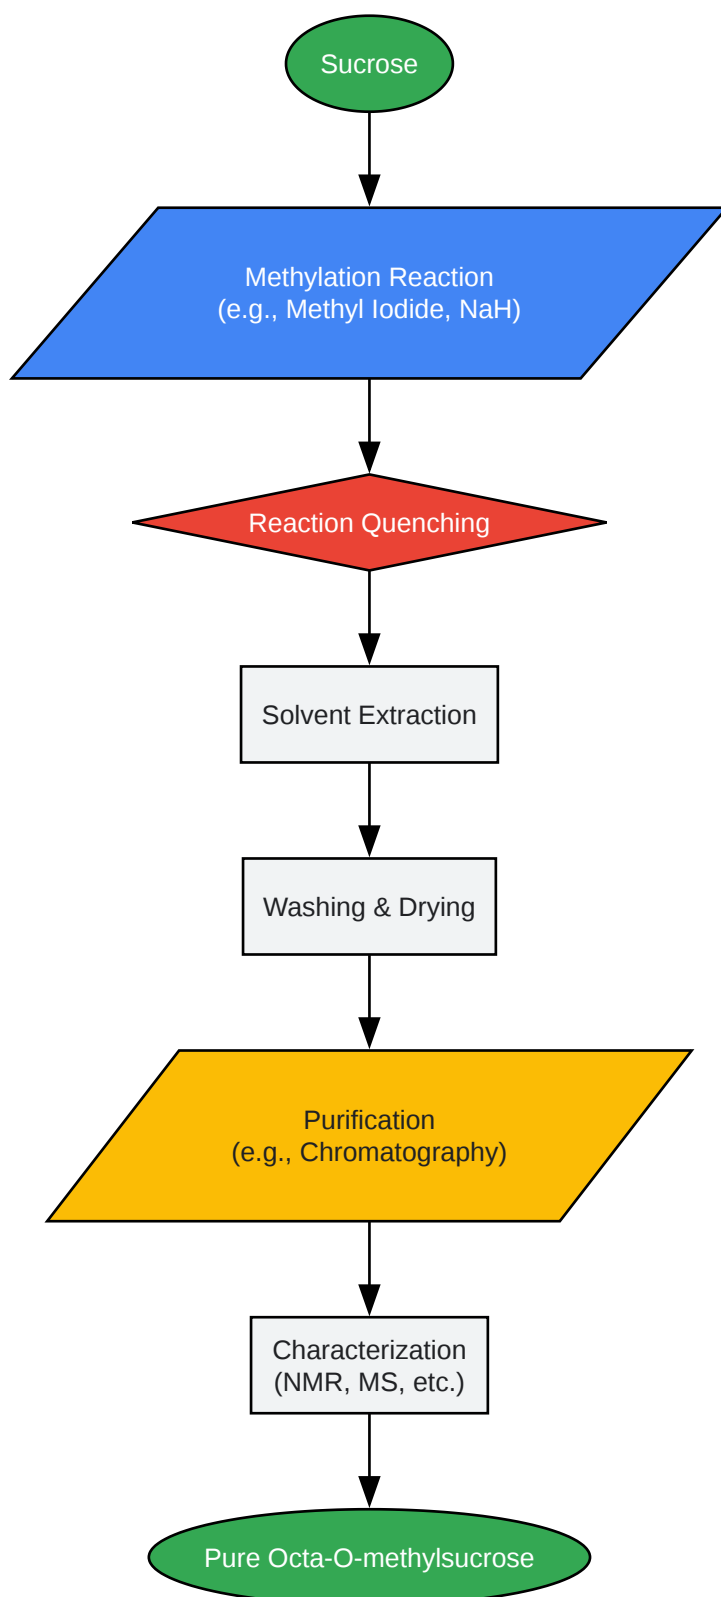 Sucrose
Methylation Reaction
(e.g., Methyl Iodide, NaH)
Reaction Quenching
Solvent Extraction
Washing & Drying
Purification
(e.g., Chromatography)
Characterization
(NMR, MS, etc.)
Pure Octa-O-methylsucrose